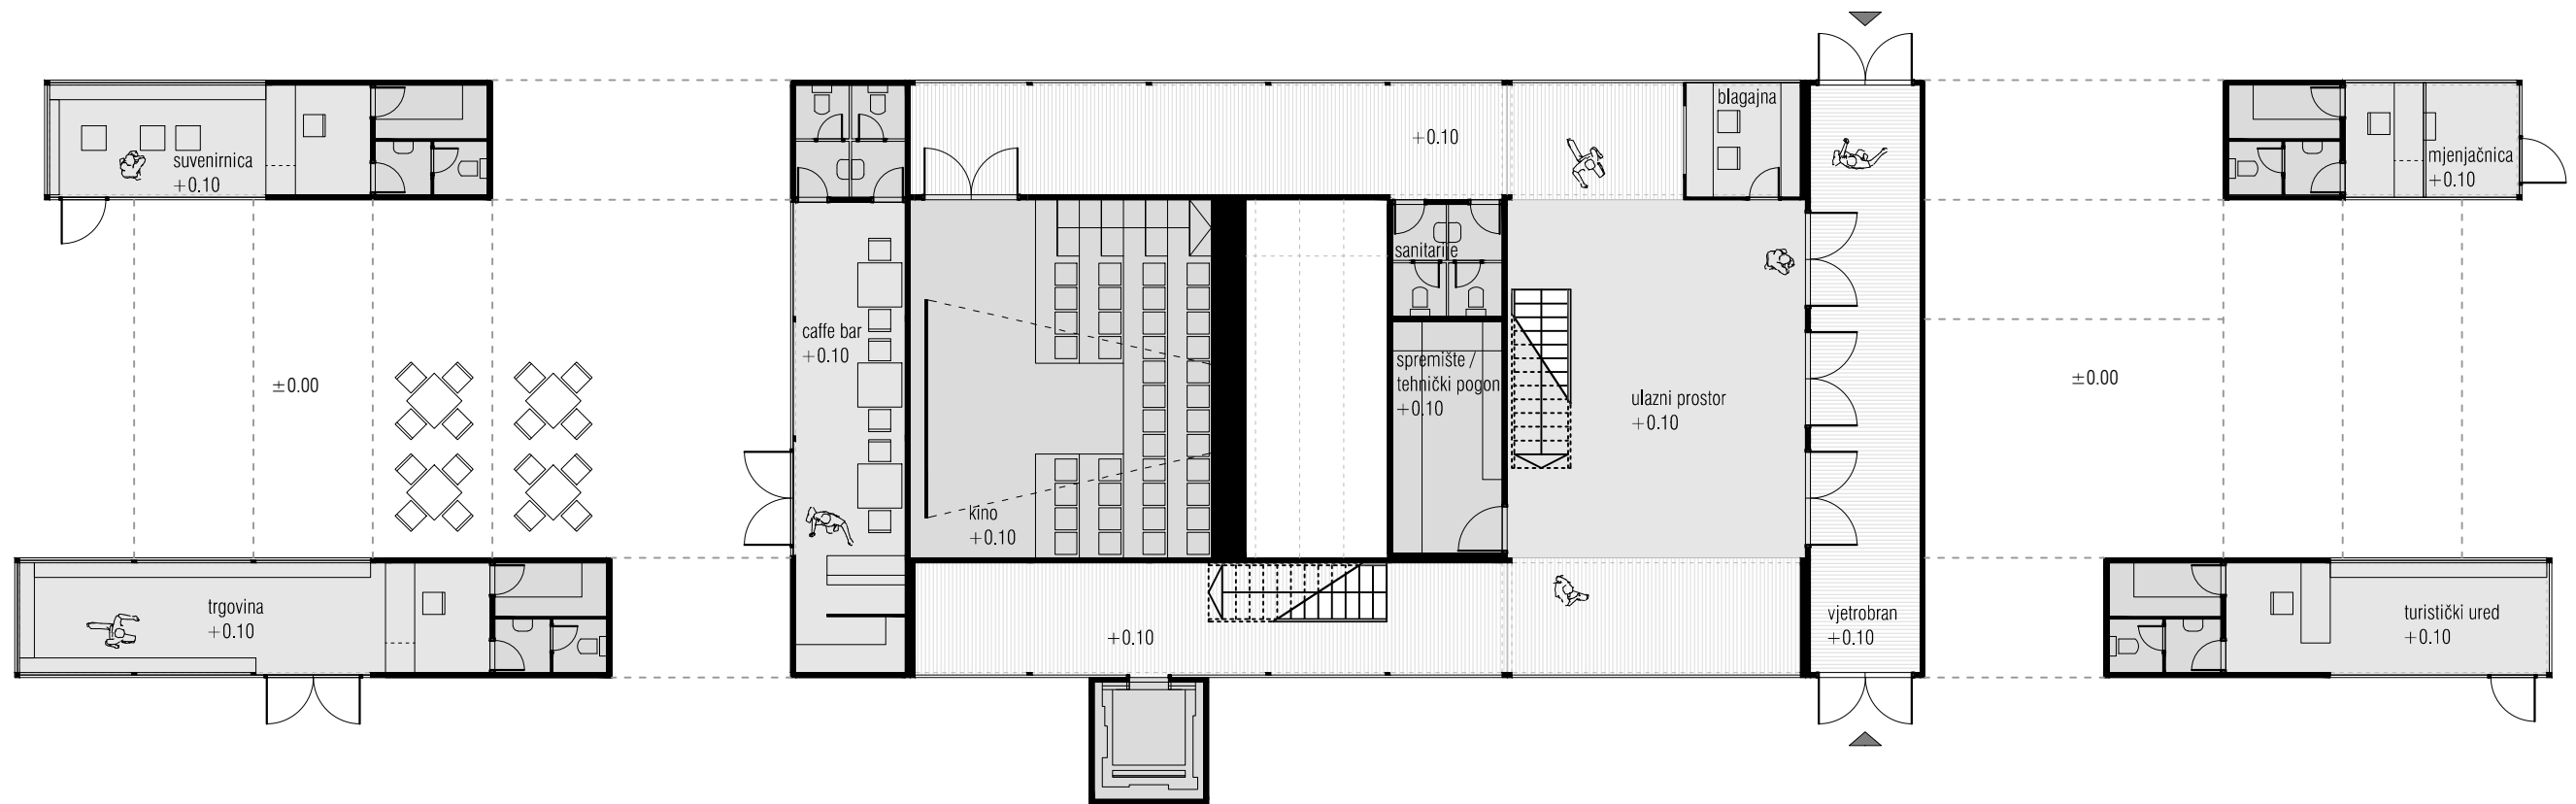 blagajna
+0.10
suvenirnica
+0.10
mjenjačnica
+0.10
sanitarije
caffe bar
+0.10
spremište /
tehnički pogon
+0.10
±0.00
ulazni prostor
+0.10
±0.00
kino
+0.10
trgovina
+0.10
+0.10
vjetrobran
+0.10
turistički ured
+0.10